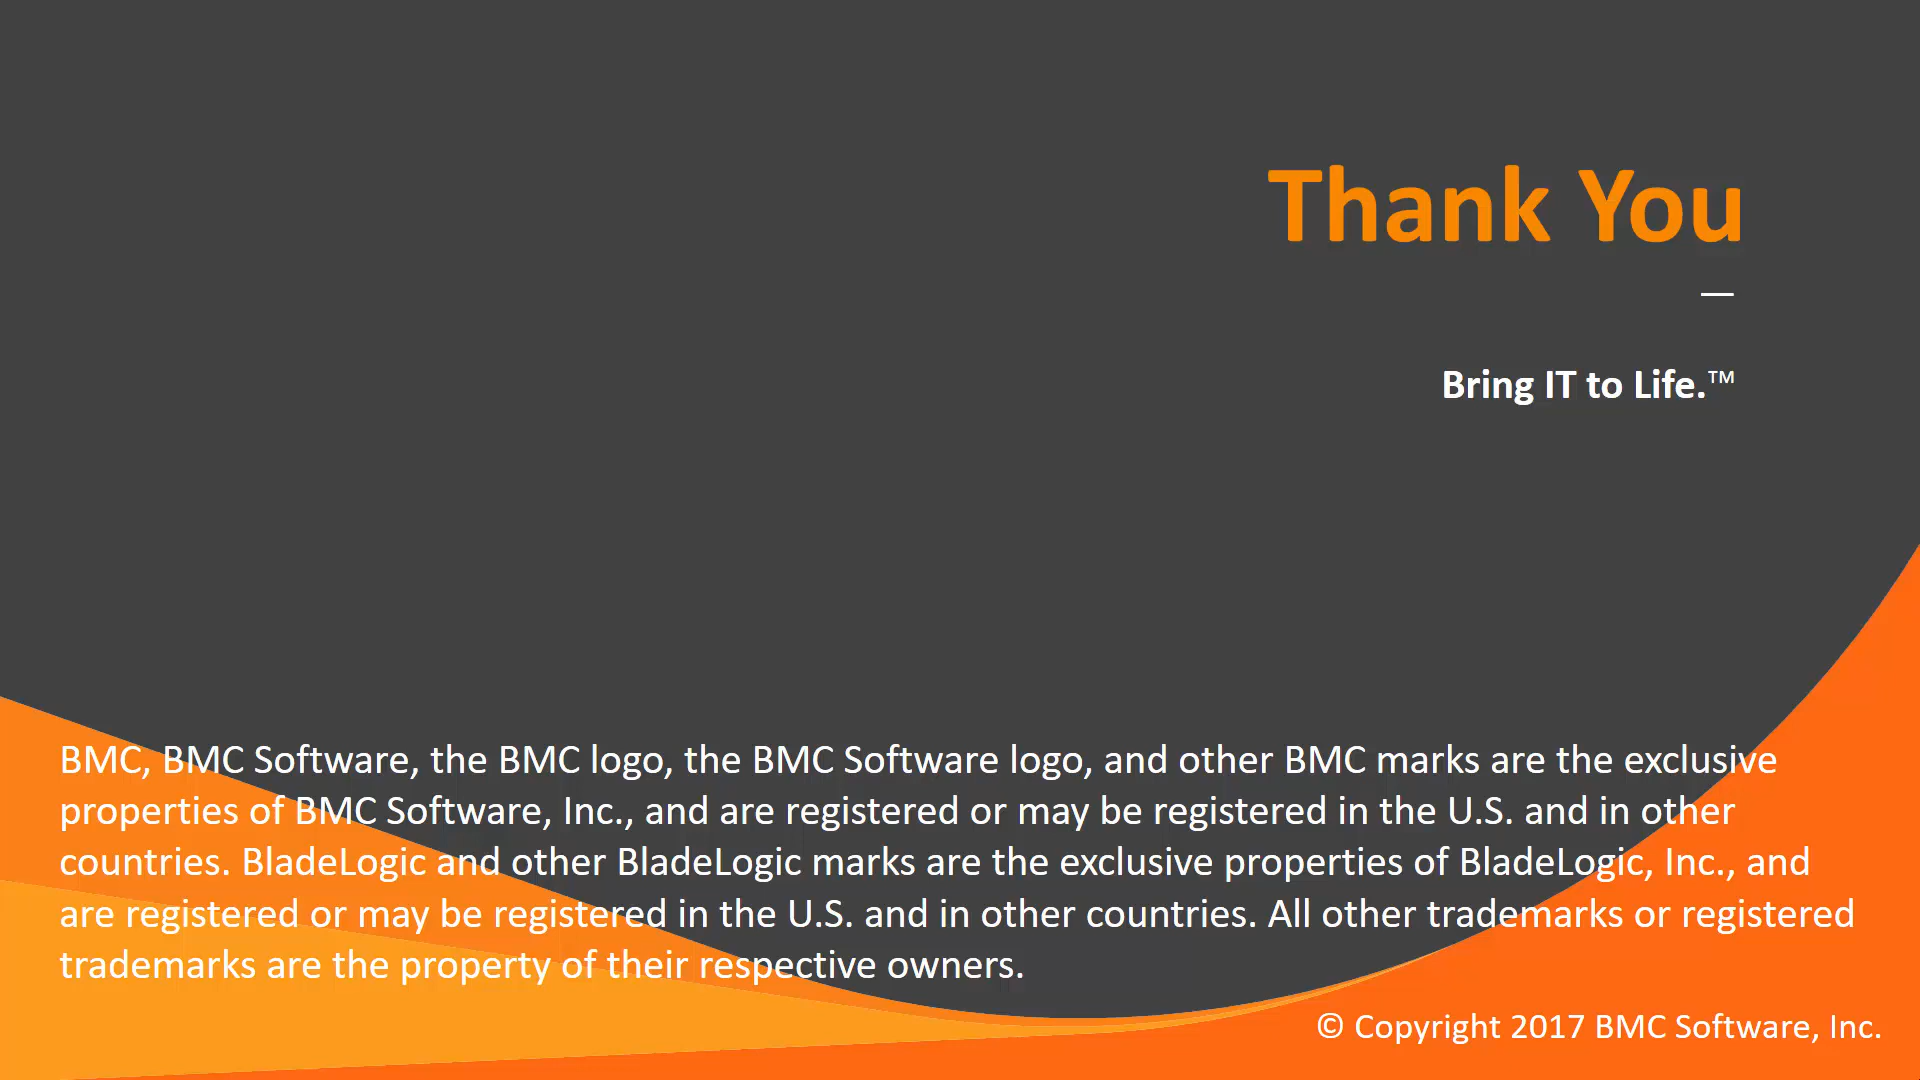 Thank You
—
Bring IT to Life.™
BMC, BMC Software, the BMC logo, the BMC Software logo, and other BMC marks are the exclusive
properties of BMC Software, Inc., and are registered or may be registered in the U.S. and in other
countries. BladeLogic and other BladeLogic marks are the exclusive properties of BladeLogic, Inc., and
are registered or may be registered in the U.S. and in other countries. All other trademarks or registered
trademarks are the property of their respective owners.
© Copyright 2017 BMC Software, Inc.